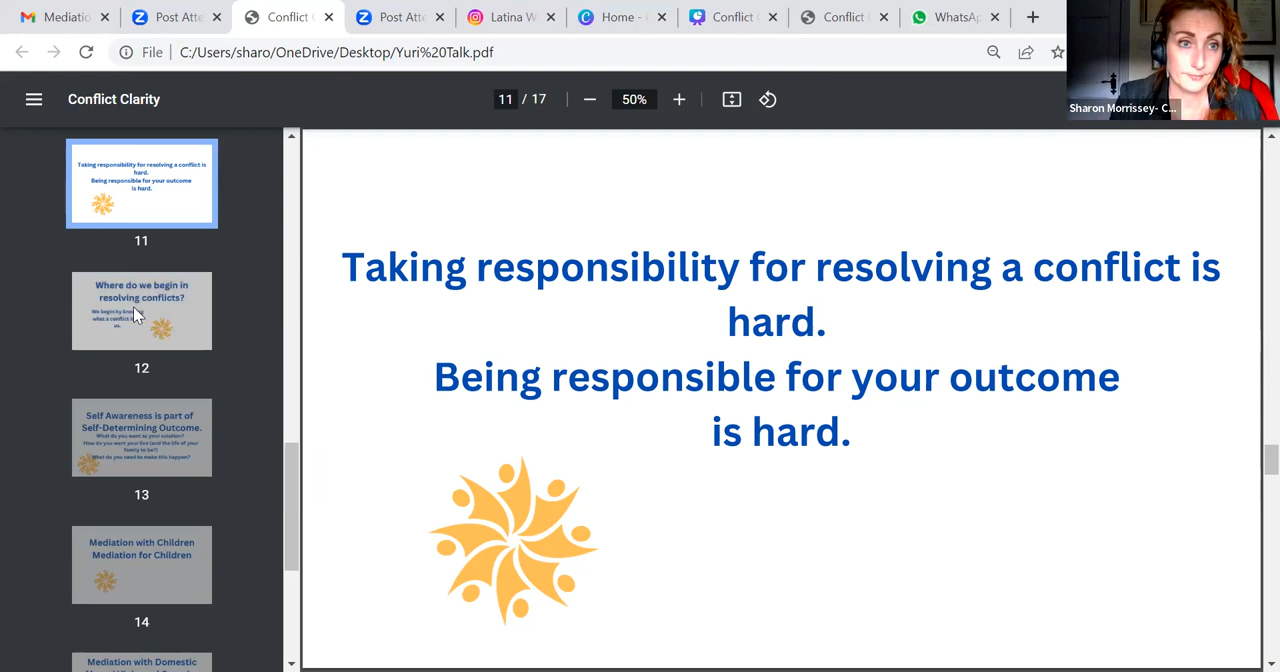 Mediatio
Post Atte
Conflict C
Post Atte
Latina W
Home -
Conflict
Conflict
WhatsAp
File
C:/Users/sharo/OneDrive/Desktop/Yuri%20Talk.pdf
Conflict Clarity
11 / 17
50%
Sharon Morrissey- C...
Taking responsibility for resolving a conflict is
hard.
Being responsible for your outcome
is hard.
11
Where do we begin in
resolving conflicts?
We begin by
what a conflict
us.
12
Self Awareness is part of
Self-Determining Outcome.
What do you want as your solution?
How do you want your live (and the life of your
family to be?)
What do you need to make this happen?
13
Mediation with Children
Mediation for Children
14
Mediation with Domestic
Taking responsibility for resolving a conflict is
hard.
Being responsible for your outcome
is hard.